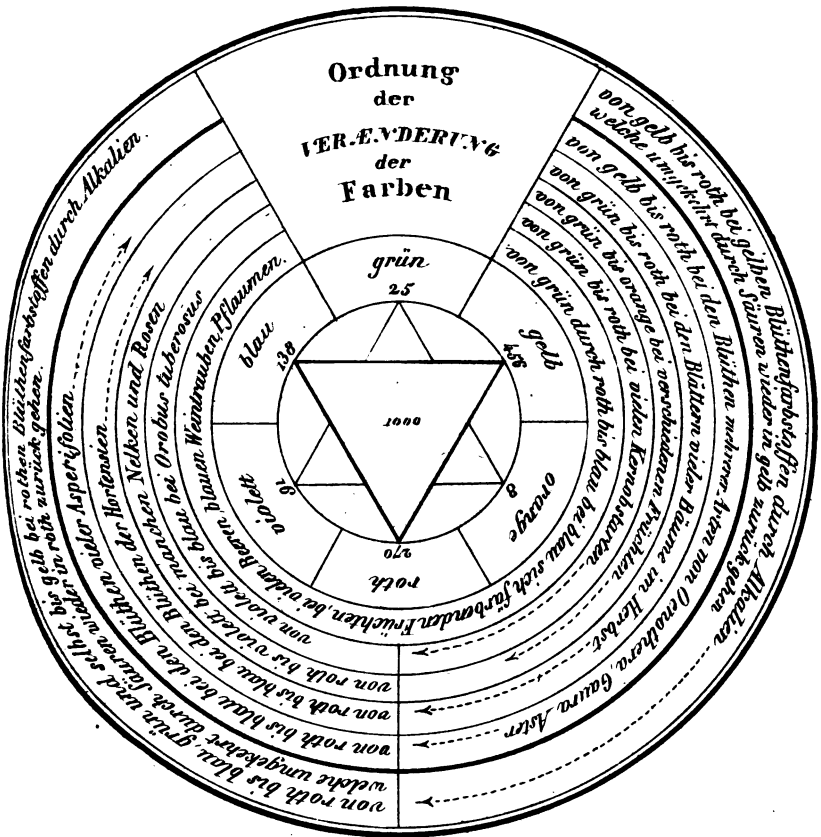 Ordnung
der
VERÆNDERUNG
der
Farben
grün
25
gelb
456
orange
8
roth
270
violett
91
blau
138
1000
von gelb bis roth bei gelben Blüthenfarbstoffen durch Alkalien
welche umgekehrt durch Säuren wieder in gelb zurück gehn
von gelb bis roth bei den Blüthen mehrerer Arten von Oenothera, Gaura, Aster
von grün bis roth bei den Blättern vieler Bäume im Herbst
von grün bis orange bei verschiedenen Früchten
von grün bis roth bei vielen Kernobstarten
von grün durch roth bis blau bei blau sich färbenden Früchten, bei vielen Beeren, blauen Weintrauben, Pflaumen.
von violett bis blau bei Orobus tuberosus
von roth bis violett bei manchen Nelken und Rosen
von roth bis blau bei den Blüthen der Hortensien
von roth bis blau bei den Blüthen vieler Asperifolien
von roth bis blau, grün und selbst bis gelb bei rothen Blüthenfarbstoffen durch Alkalien.
welche umgekehrt durch Säuren wieder in roth zurück gehen.